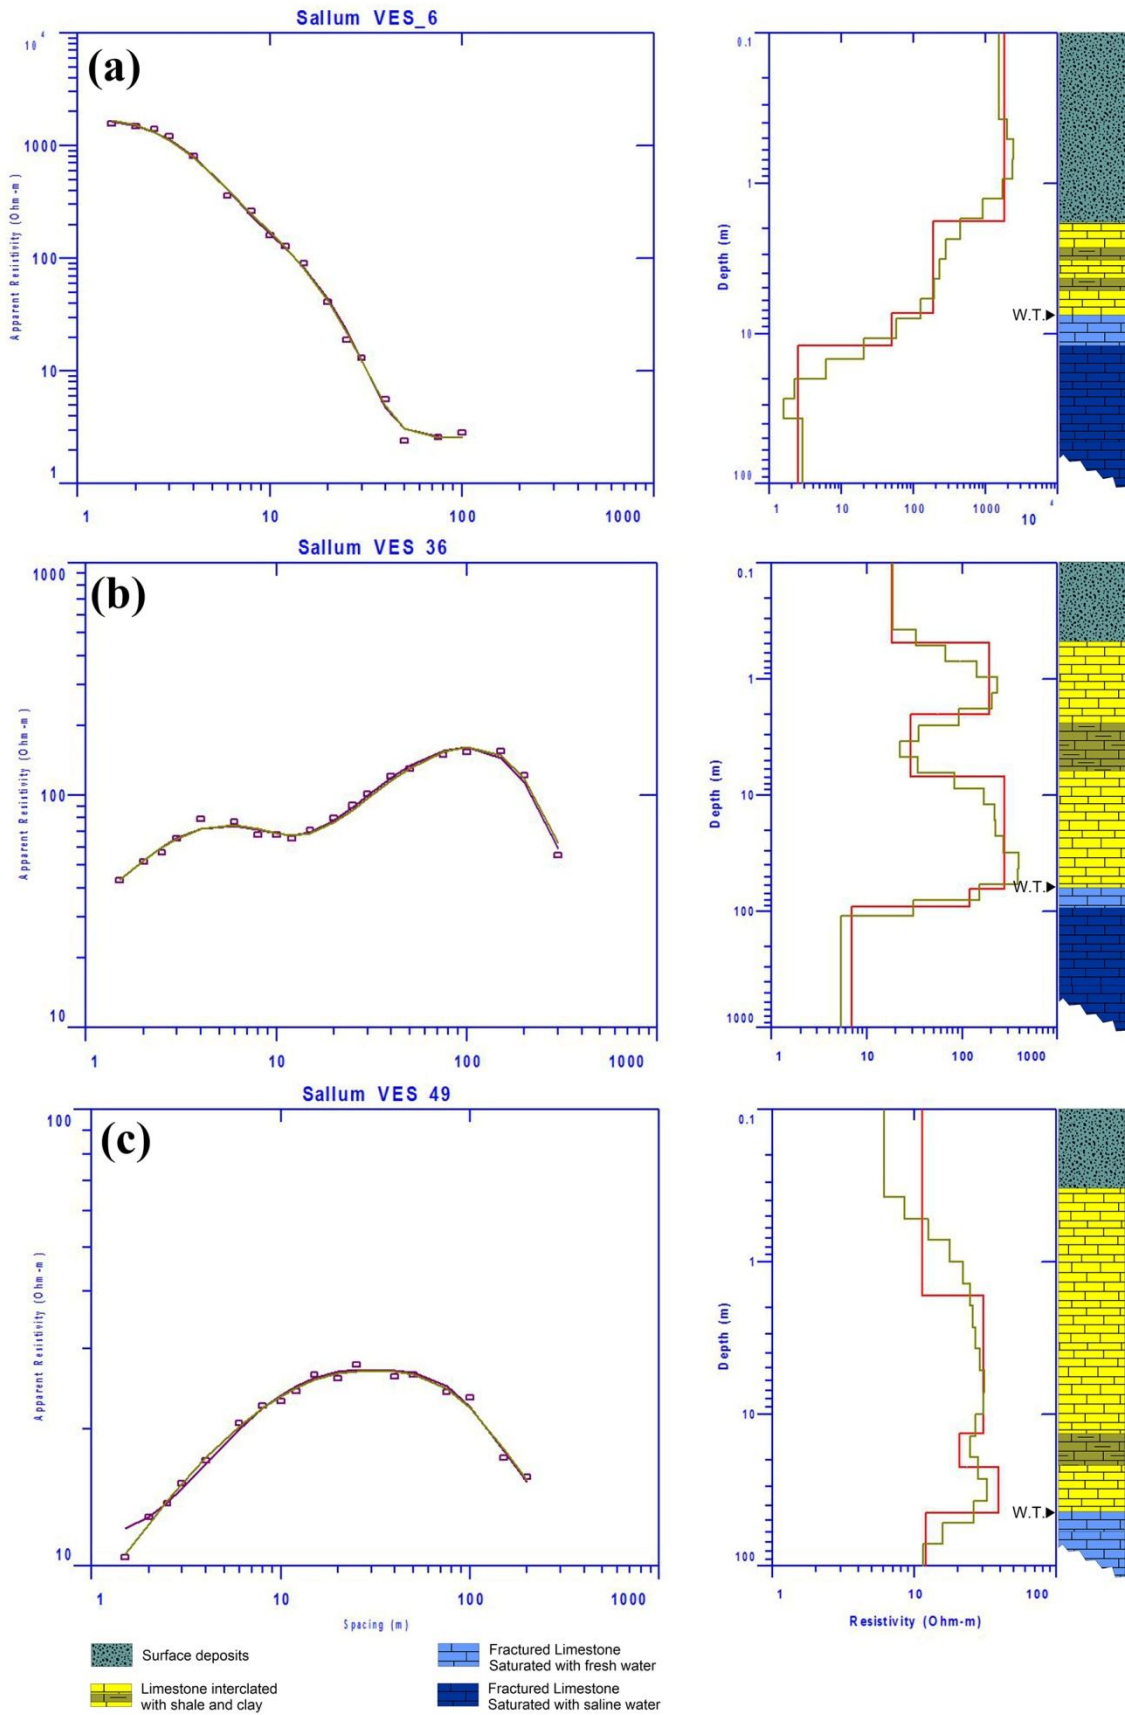 Sallum VES_6
(a)
10 4
1000
100
10
1
Apparent Resistivity (Ohm-m)
1 10 100 1000
0.1
1
10
100
Depth (m)
W.T.
1 10 100 1000 10 4
Sallum VES 36
(b)
1000
100
10
Apparent Resistivity (Ohm-m)
1 10 100 1000
0.1
1
10
100
1000
Depth (m)
W.T.
1 10 100 1000
Sallum VES 49
(c)
100
10
Apparent Resistivity (Ohm-m)
1 10 100 1000
Spacing (m)
0.1
1
10
100
Depth (m)
W.T.
1 10 100
Resistivity (Ohm-m)
Surface deposits
Limestone interclated
with shale and clay
Fractured Limestone
Saturated with fresh water
Fractured Limestone
Saturated with saline water